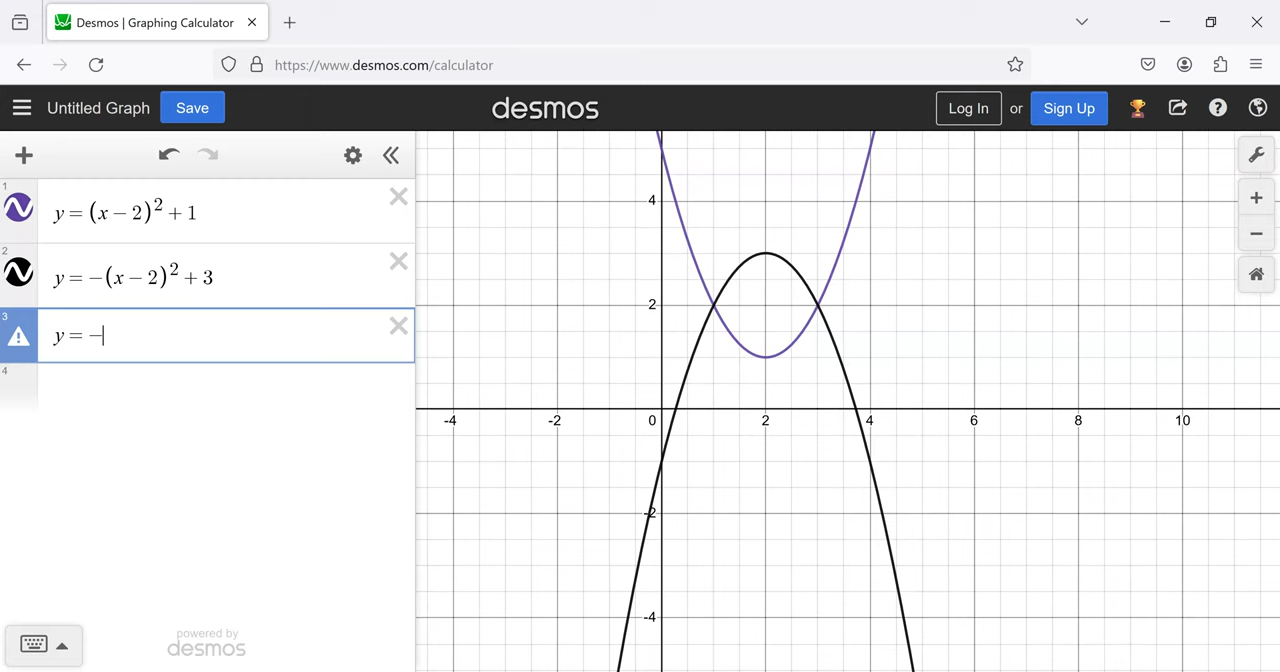 Desmos | Graphing Calculator
https://www.desmos.com/calculator
Untitled Graph Save desmos Log In or Sign Up
1
y = (x − 2)² + 1
2
y = −(x − 2)² + 3
3
y = −
4
4
2
-4 -2 0 2 4 6 8 10
-2
-4
powered by
desmos